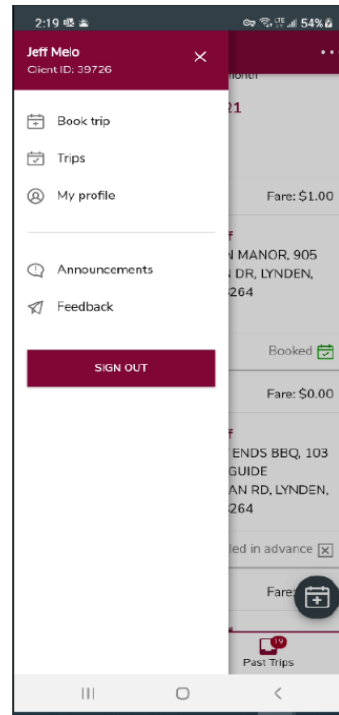 2:19
54%
Jeff Melo
Client ID: 39726
Book trip
Trips
My profile
Announcements
Feedback
SIGN OUT
month
21
Fare: $1.00
MANOR, 905
DR, LYNDEN,
264
Booked
Fare: $0.00
ENDS BBQ, 103
GUIDE
AN RD, LYNDEN,
264
led in advance
Fare:
19
Past Trips